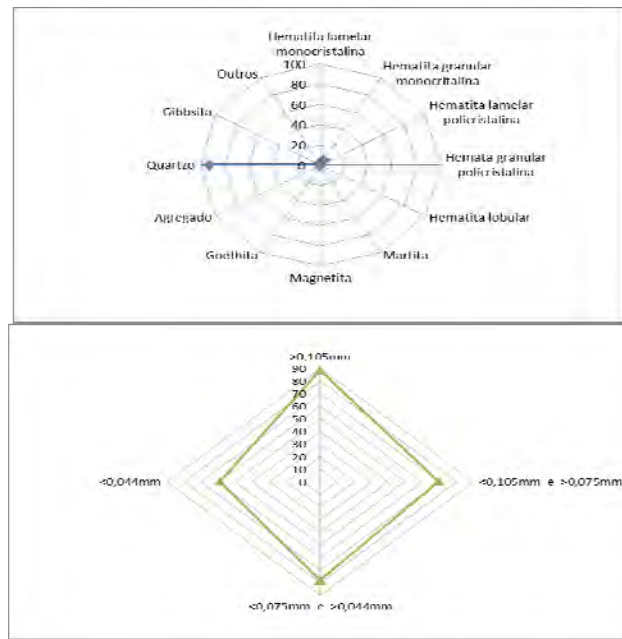 Hematita lamelar
monocristalina
100
80
60
40
20
0
Hematita granular
monocritalina
Hematita lamelar
policristalina
Hemata granular
policristalina
Hematita lobular
Martita
Magnetita
Goethita
Agregado
Quartzo
Gibbsita
Outros
>0,105mm
90
80
70
60
50
40
30
20
10
0
<0,105mm e >0,075mm
<0,075mm e >0,044mm
<0,044mm